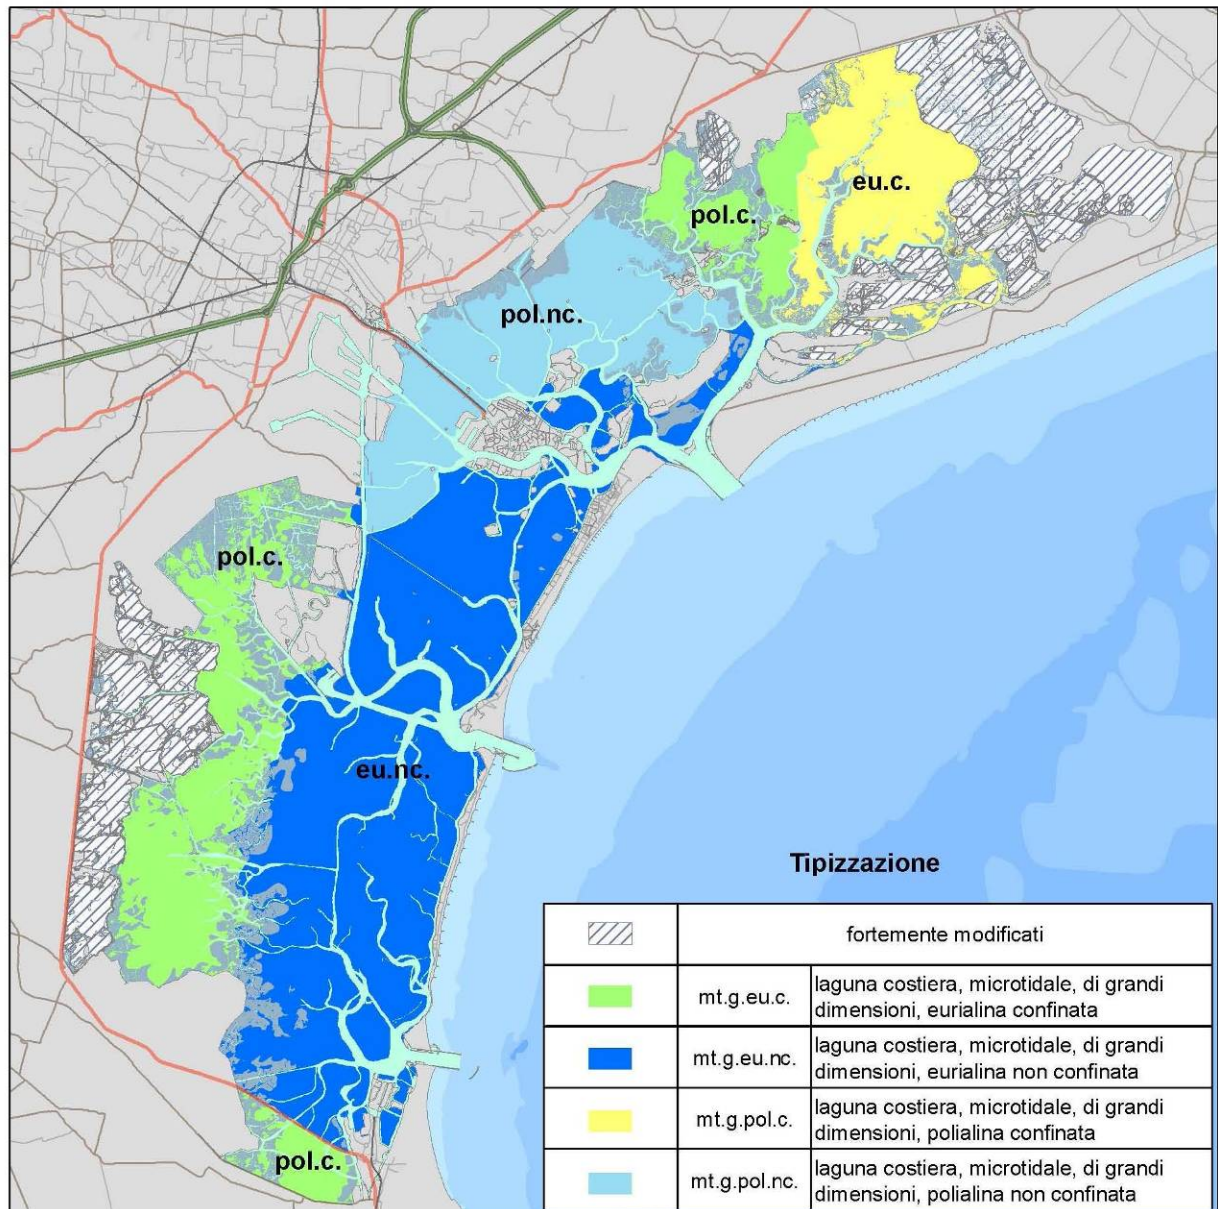 eu.c.
pol.c.
pol.nc.
pol.c.
eu.nc.
pol.c.
Tipizzazione
fortemente modificati
mt.g.eu.c.
laguna costiera, microtidale, di grandi
dimensioni, eurialina confinata
mt.g.eu.nc.
laguna costiera, microtidale, di grandi
dimensioni, eurialina non confinata
mt.g.pol.c.
laguna costiera, microtidale, di grandi
dimensioni, polialina confinata
mt.g.pol.nc.
laguna costiera, microtidale, di grandi
dimensioni, polialina non confinata